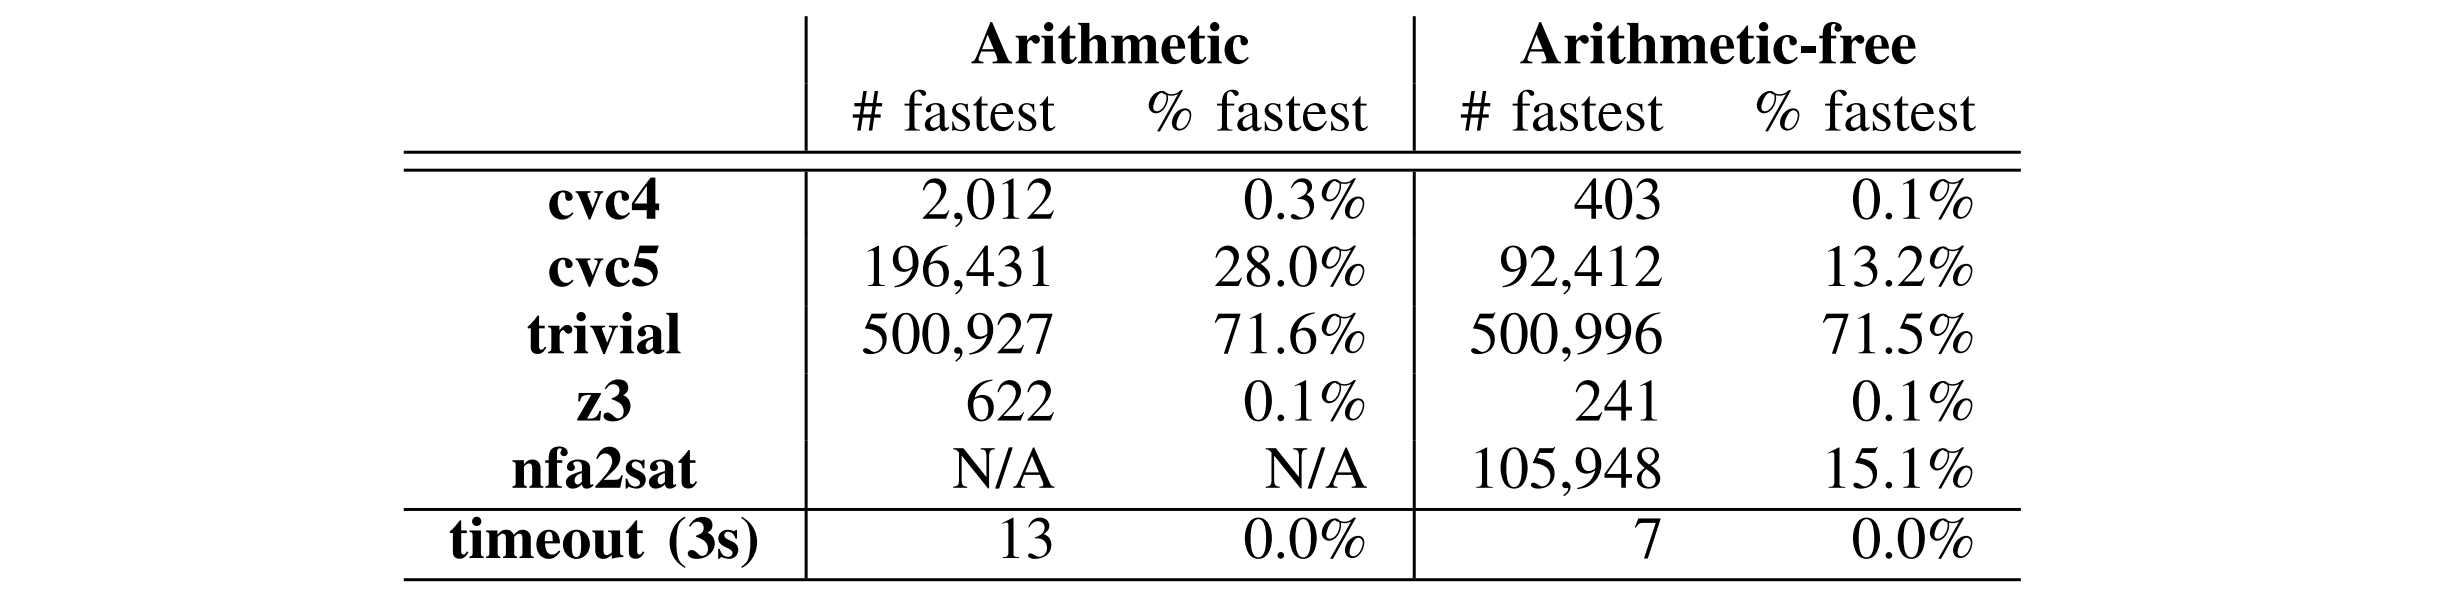 Arithmetic Arithmetic-free
# fastest % fastest # fastest % fastest
cvc4 2,012 0.3% 403 0.1%
cvc5 196,431 28.0% 92,412 13.2%
trivial 500,927 71.6% 500,996 71.5%
z3 622 0.1% 241 0.1%
nfa2sat N/A N/A 105,948 15.1%
timeout (3s) 13 0.0% 7 0.0%